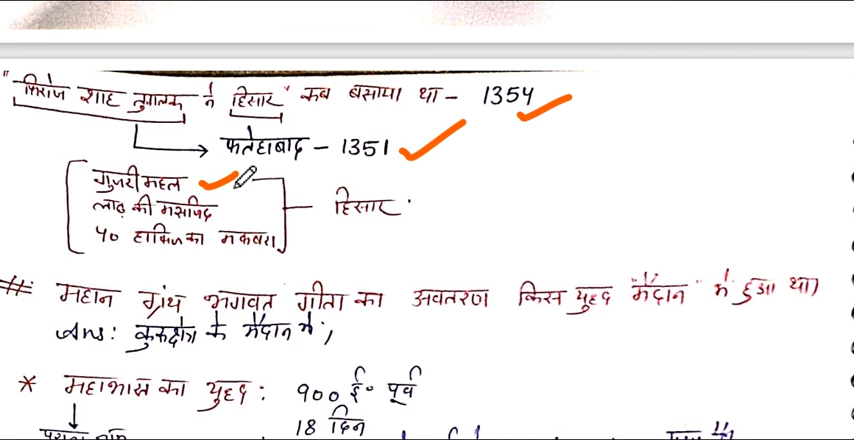 "फिरोज शाह तुगलक ने हिसार" कब बसाया था - 1354
फतेहाबाद - 1351
गुजरी महल
लाट की मस्जिद
40 हाकिम का मकबरा
हिसार.
# महान ग्रंथ भगवत गीता का अवतरण किस युद्ध मैदान में हुआ था)
Ans: कुरुक्षेत्र के मैदान में,
* महाभारत का युद्ध : 900 ई० पूर्व
18 दिन